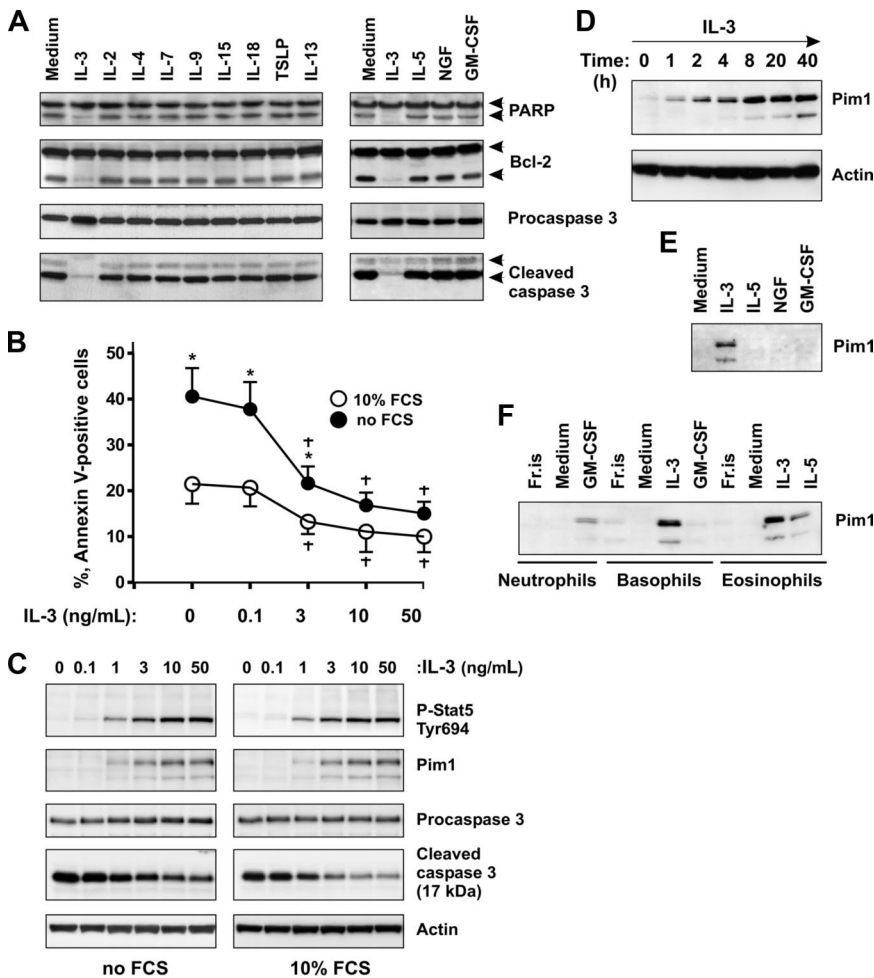 A
Medium
IL-3
IL-2
IL-4
IL-7
IL-9
IL-15
IL-18
TSLP
IL-13
Medium
IL-3
IL-5
NGF
GM-CSF
PARP
Bcl-2
Procaspase 3
Cleaved
caspase 3
B
%, Annexin V-positive cells
50
40
30
20
10
0
* * † * † † † † †
10% FCS
no FCS
IL-3 (ng/mL): 0 0.1 3 10 50
C
0 0.1 1 3 10 50 0 0.1 1 3 10 50 :IL-3 (ng/mL)
P-Stat5
Tyr694
Pim1
Procaspase 3
Cleaved
caspase 3
(17 kDa)
Actin
no FCS 10% FCS
D
IL-3
Time: 0 1 2 4 8 20 40
(h)
Pim1
Actin
E
Medium
IL-3
IL-5
NGF
GM-CSF
Pim1
F
Fr.is
Medium
GM-CSF
Fr.is
Medium
IL-3
GM-CSF
Fr.is
Medium
IL-3
IL-5
Pim1
Neutrophils Basophils Eosinophils